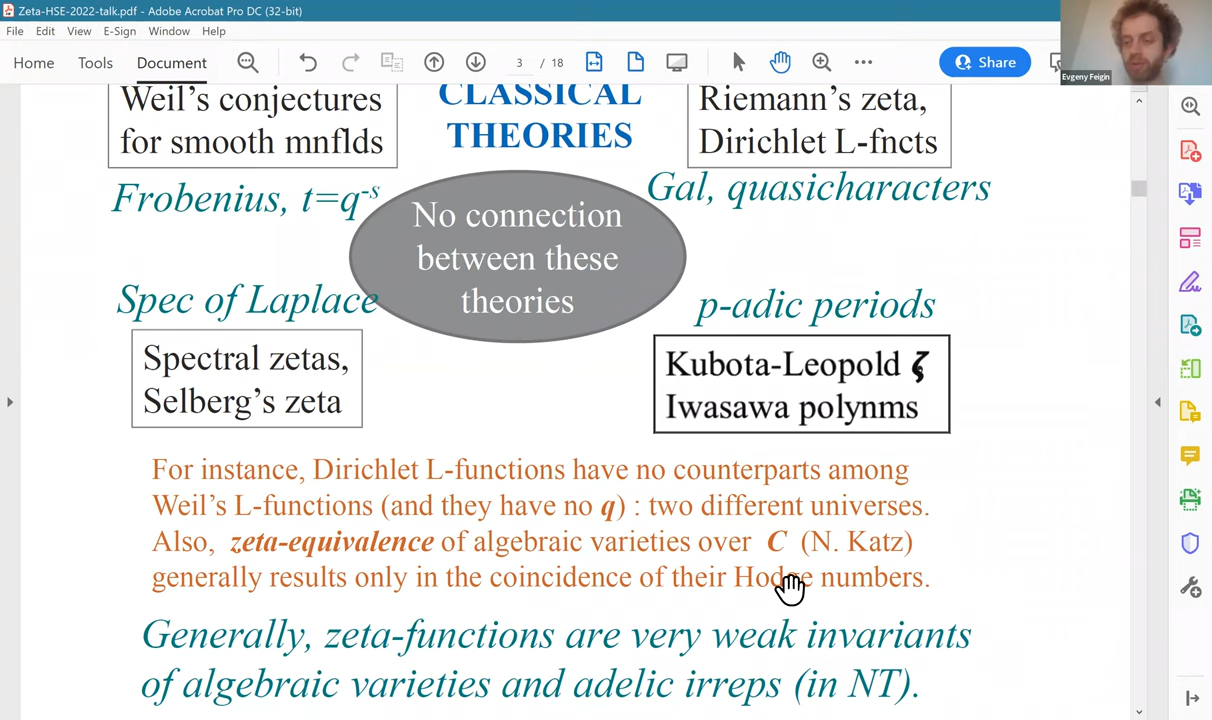 Zeta-HSE-2022-talk.pdf - Adobe Acrobat Pro DC (32-bit)
File Edit View E-Sign Window Help
Home Tools Document 3 / 18 Share
Evgeny Feigin
Weil's conjectures
for smooth mnflds
CLASSICAL
THEORIES
Riemann's zeta,
Dirichlet L-fncts
Frobenius, t=q-s
Gal, quasicharacters
No connection
between these
theories
Spec of Laplace
p-adic periods
Spectral zetas,
Selberg's zeta
Kubota-Leopold ζ
Iwasawa polynms
For instance, Dirichlet L-functions have no counterparts among
Weil's L-functions (and they have no q) : two different universes.
Also, zeta-equivalence of algebraic varieties over C (N. Katz)
generally results only in the coincidence of their Hodge numbers.
Generally, zeta-functions are very weak invariants
of algebraic varieties and adelic irreps (in NT).